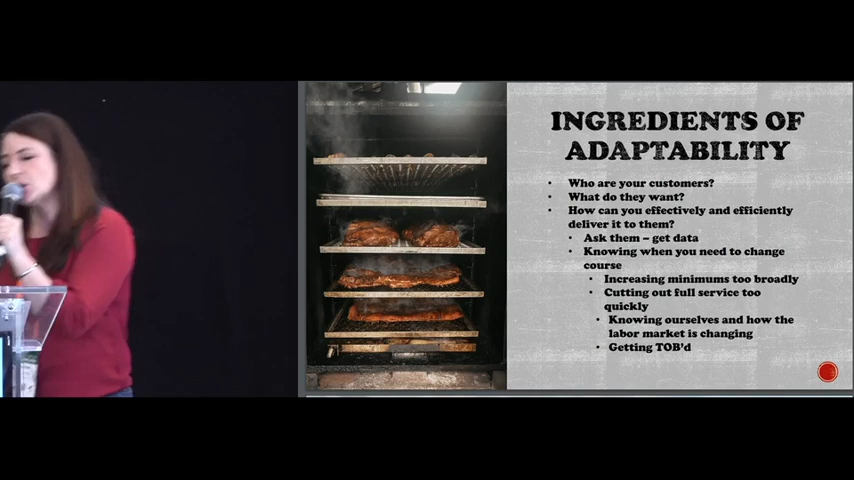 INGREDIENTS OF
ADAPTABILITY
• Who are your customers?
• What do they want?
• How can you effectively and efficiently
deliver it to them?
• Ask them – get data
• Knowing when you need to change
course
• Increasing minimums too broadly
• Cutting out full service too
quickly
• Knowing ourselves and how the
labor market is changing
• Getting TOB'd